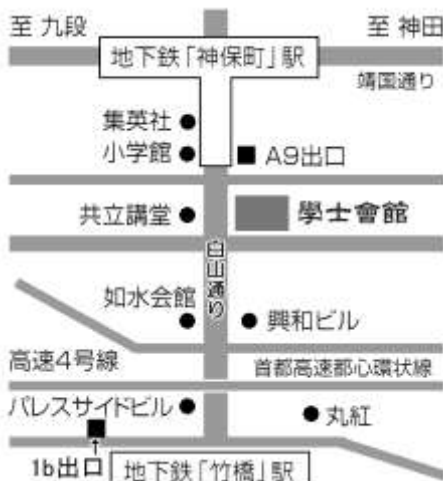 至 九段
至 神田
地下鉄「神保町」駅
靖国通り
集英社
小学館
A9出口
共立講堂
學士會館
白山通り
如水会館
興和ビル
高速4号線
首都高速都心環状線
パレスサイドビル
丸紅
1b出口
地下鉄「竹橋」駅